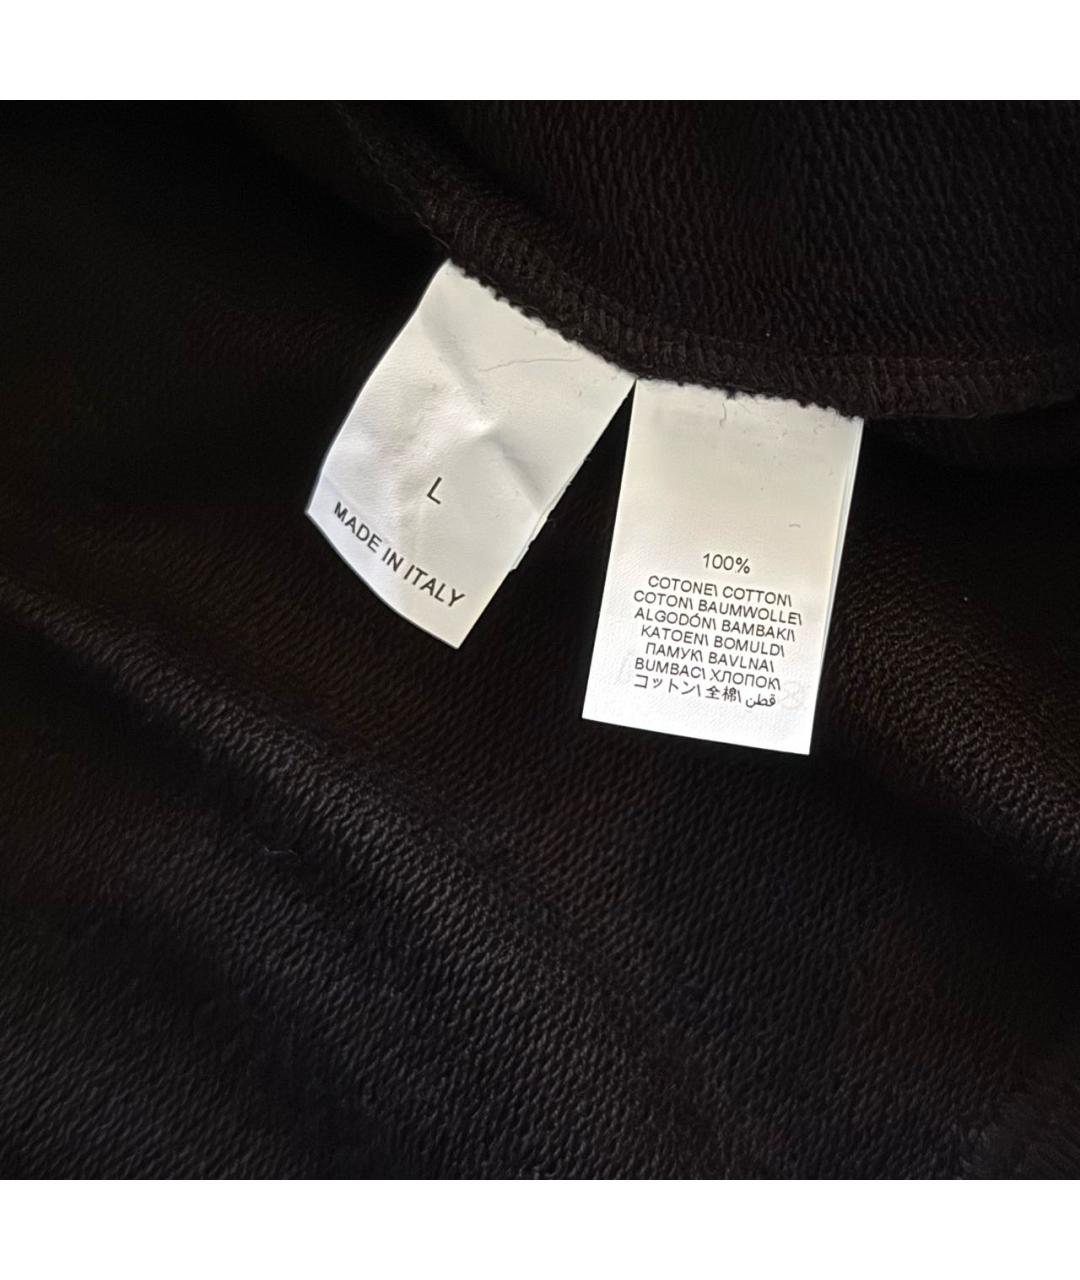 L
MADE IN ITALY
100%
COTONE\ COTTON\
COTON\ BAUMWOLLE\
ALGODÓN\ BAMBAKI\
KATOEN\ BOMULD\
ПАМУК\ BAVLNA\
BUMBAC\ ХЛОПОК\
コットン\ 全棉\ قطن